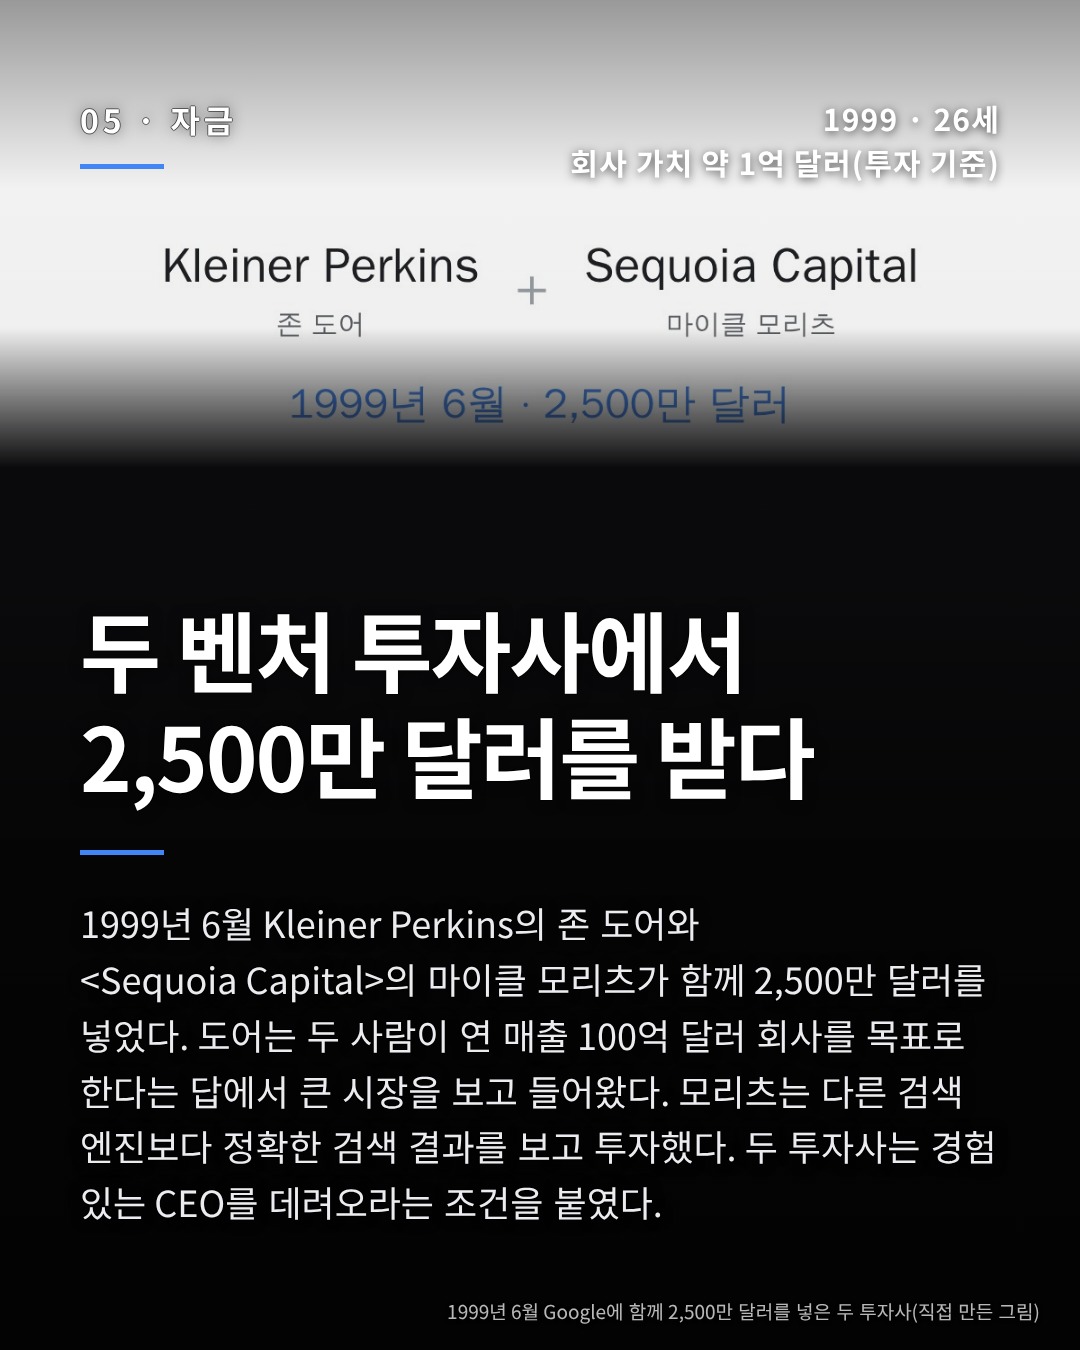 05 · 자금
1999 · 26세
회사 가치 약 1억 달러(투자 기준)
Kleiner Perkins + Sequoia Capital
존 도어 마이클 모리츠
1999년 6월 · 2,500만 달러
두 벤처 투자사에서
2,500만 달러를 받다
1999년 6월 Kleiner Perkins의 존 도어와
<Sequoia Capital>의 마이클 모리츠가 함께 2,500만 달러를
넣었다. 도어는 두 사람이 연 매출 100억 달러 회사를 목표로
한다는 답에서 큰 시장을 보고 들어왔다. 모리츠는 다른 검색
엔진보다 정확한 검색 결과를 보고 투자했다. 두 투자사는 경험
있는 CEO를 데려오라는 조건을 붙였다.
1999년 6월 Google에 함께 2,500만 달러를 넣은 두 투자사(직접 만든 그림)